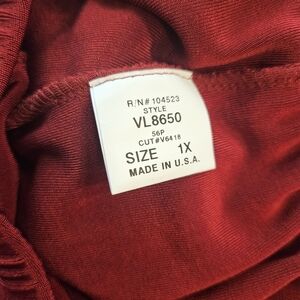 R/N# 104523
STYLE
VL8650
56P
CUT#V6418
SIZE 1X
MADE IN U.S.A.